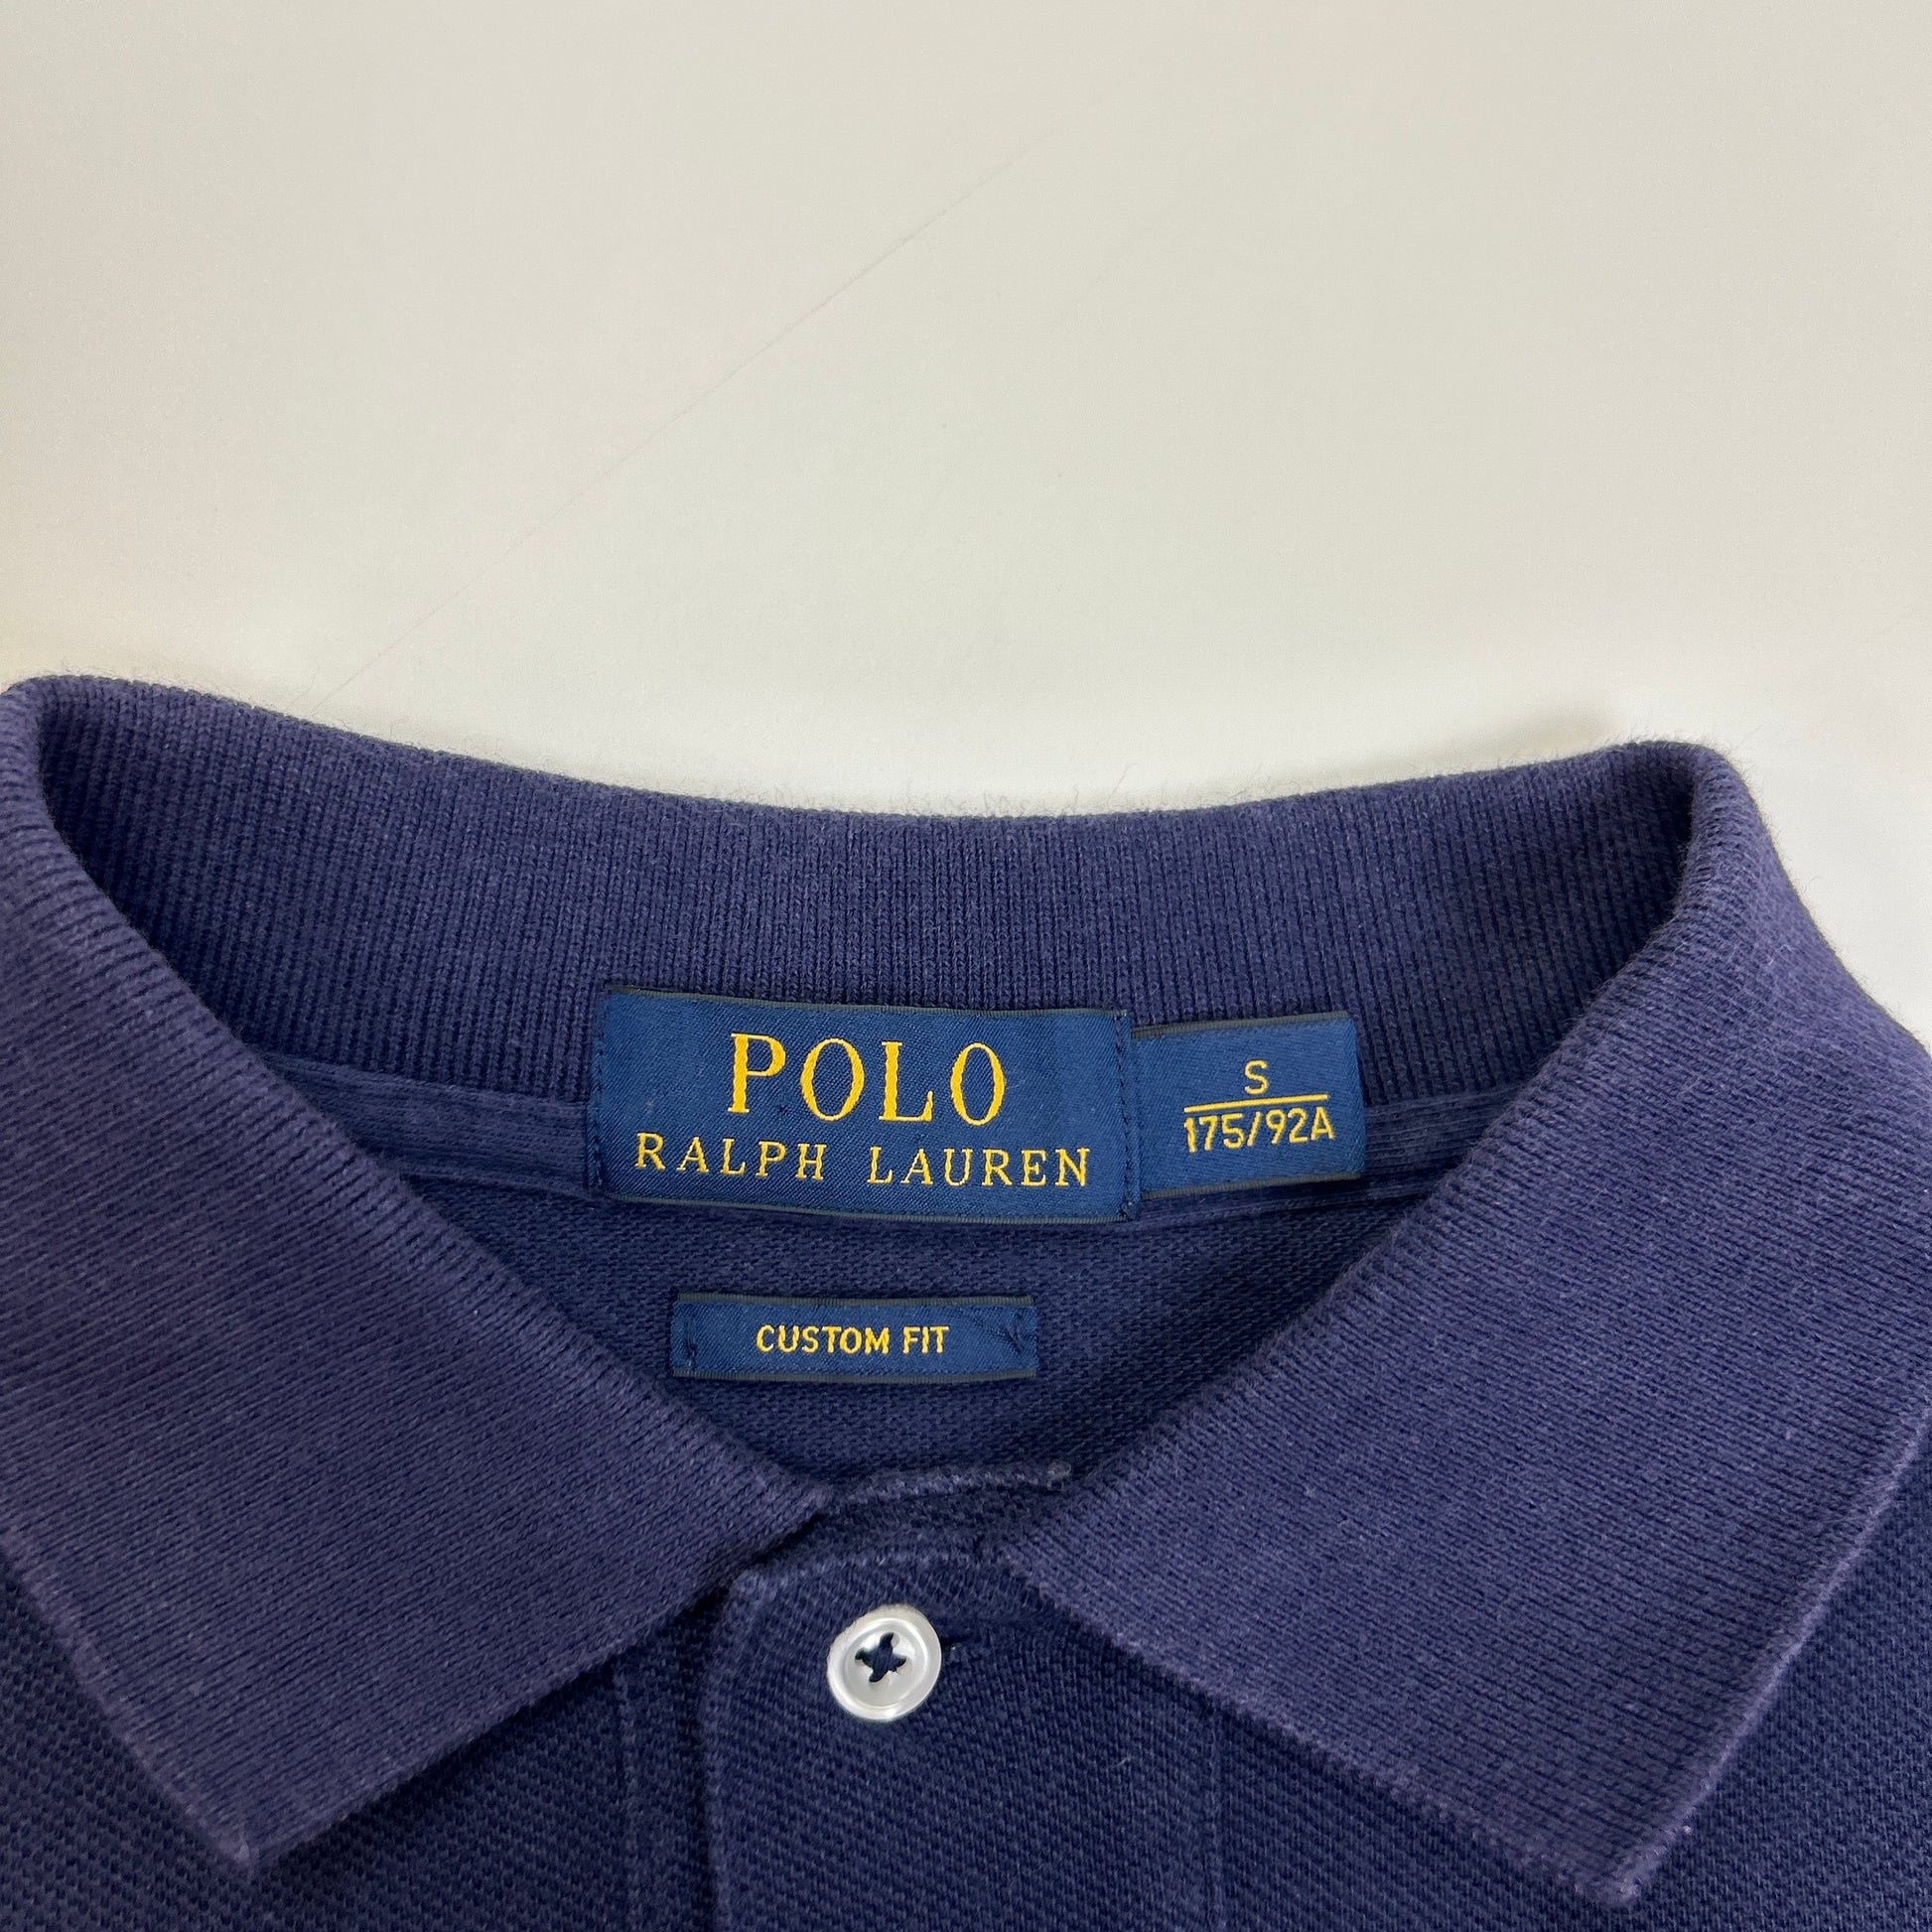 POLO
RALPH LAUREN
S
175/92A
CUSTOM FIT